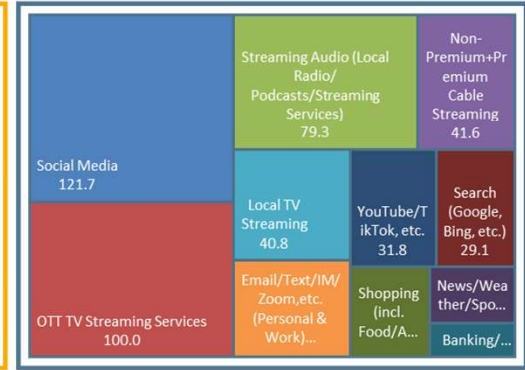 Social Media
121.7
OTT TV Streaming Services
100.0
Streaming Audio (Local
Radio/
Podcasts/Streaming
Services)
79.3
Non-
Premium+Pr
emium
Cable
Streaming
41.6
Local TV
Streaming
40.8
YouTube/T
ikTok, etc.
31.8
Search
(Google,
Bing, etc.)
29.1
Email/Text/IM/
Zoom,etc.
(Personal &
Work)...
Shopping
(incl.
Food/A...
News/Wea
ther/Spo...
Banking/...